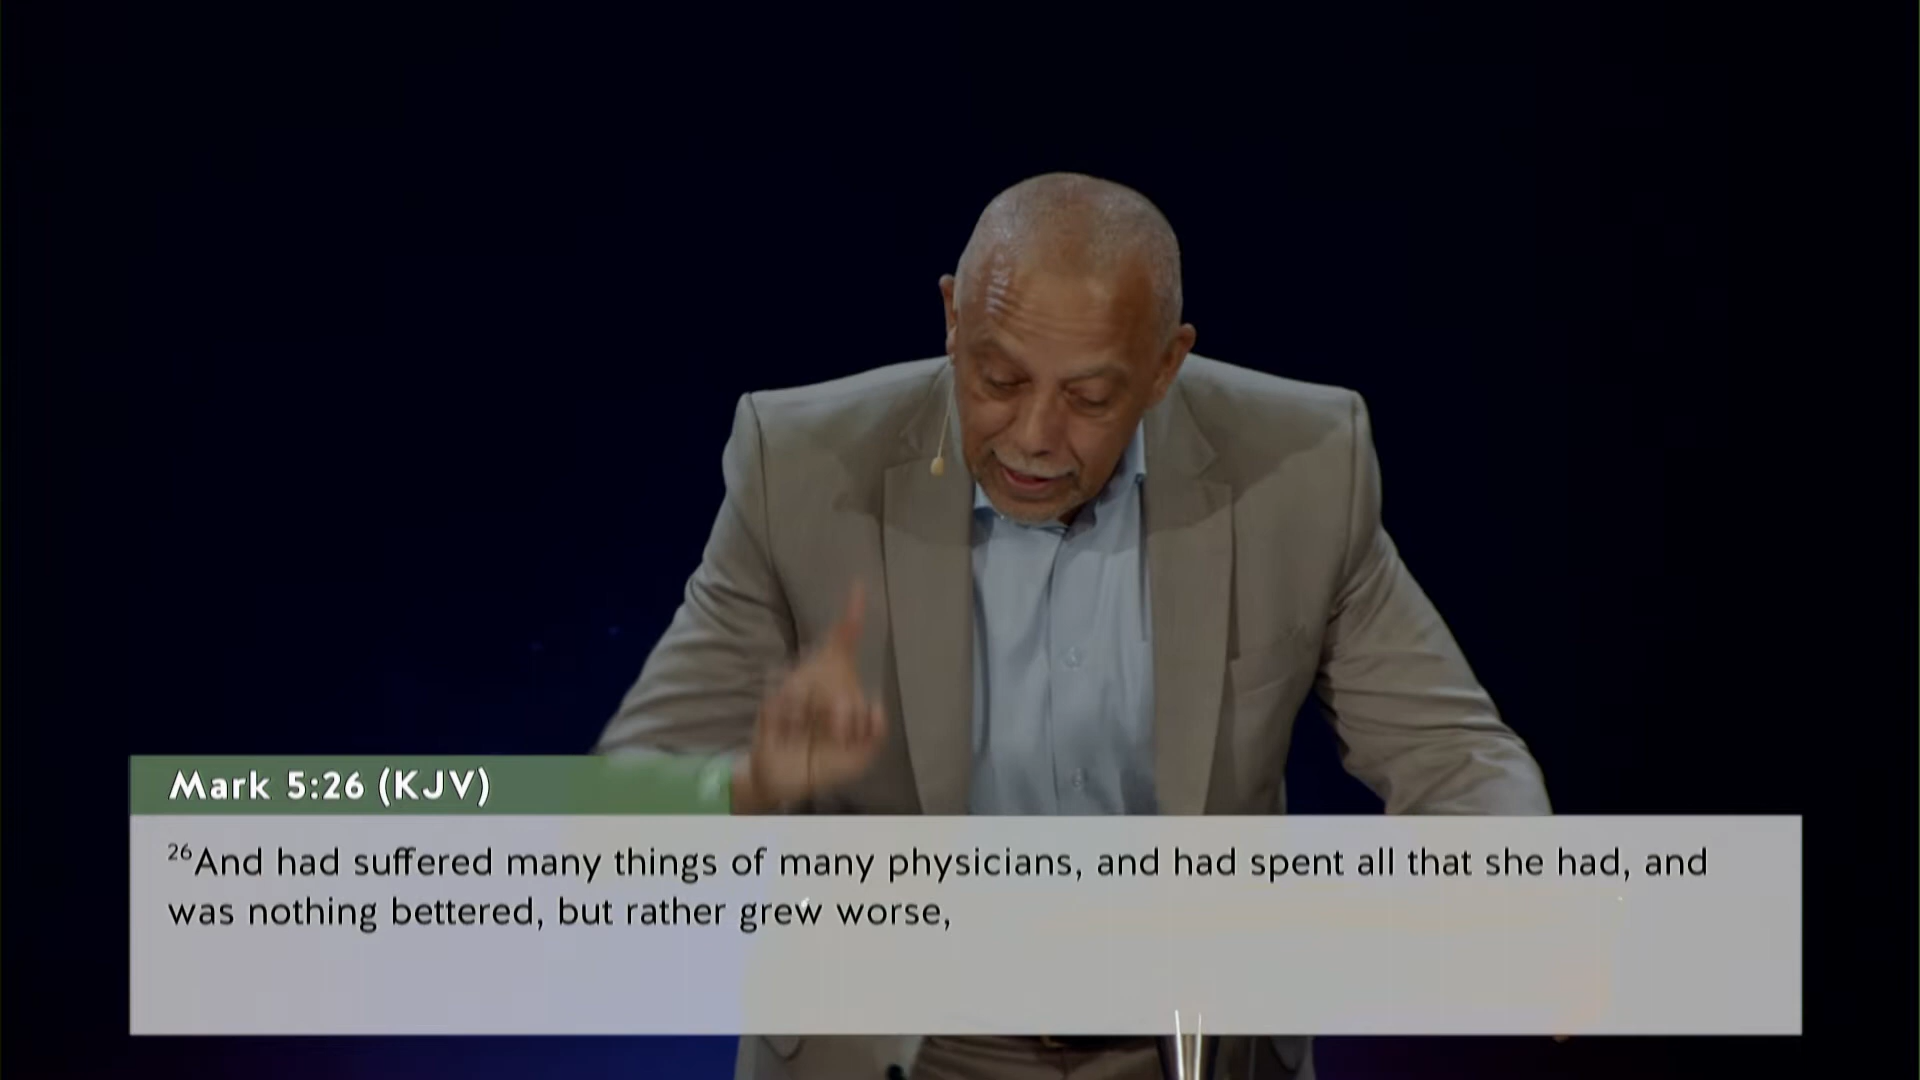 Mark 5:26 (KJV)
²⁶And had suffered many things of many physicians, and had spent all that she had, and
was nothing bettered, but rather grew worse,